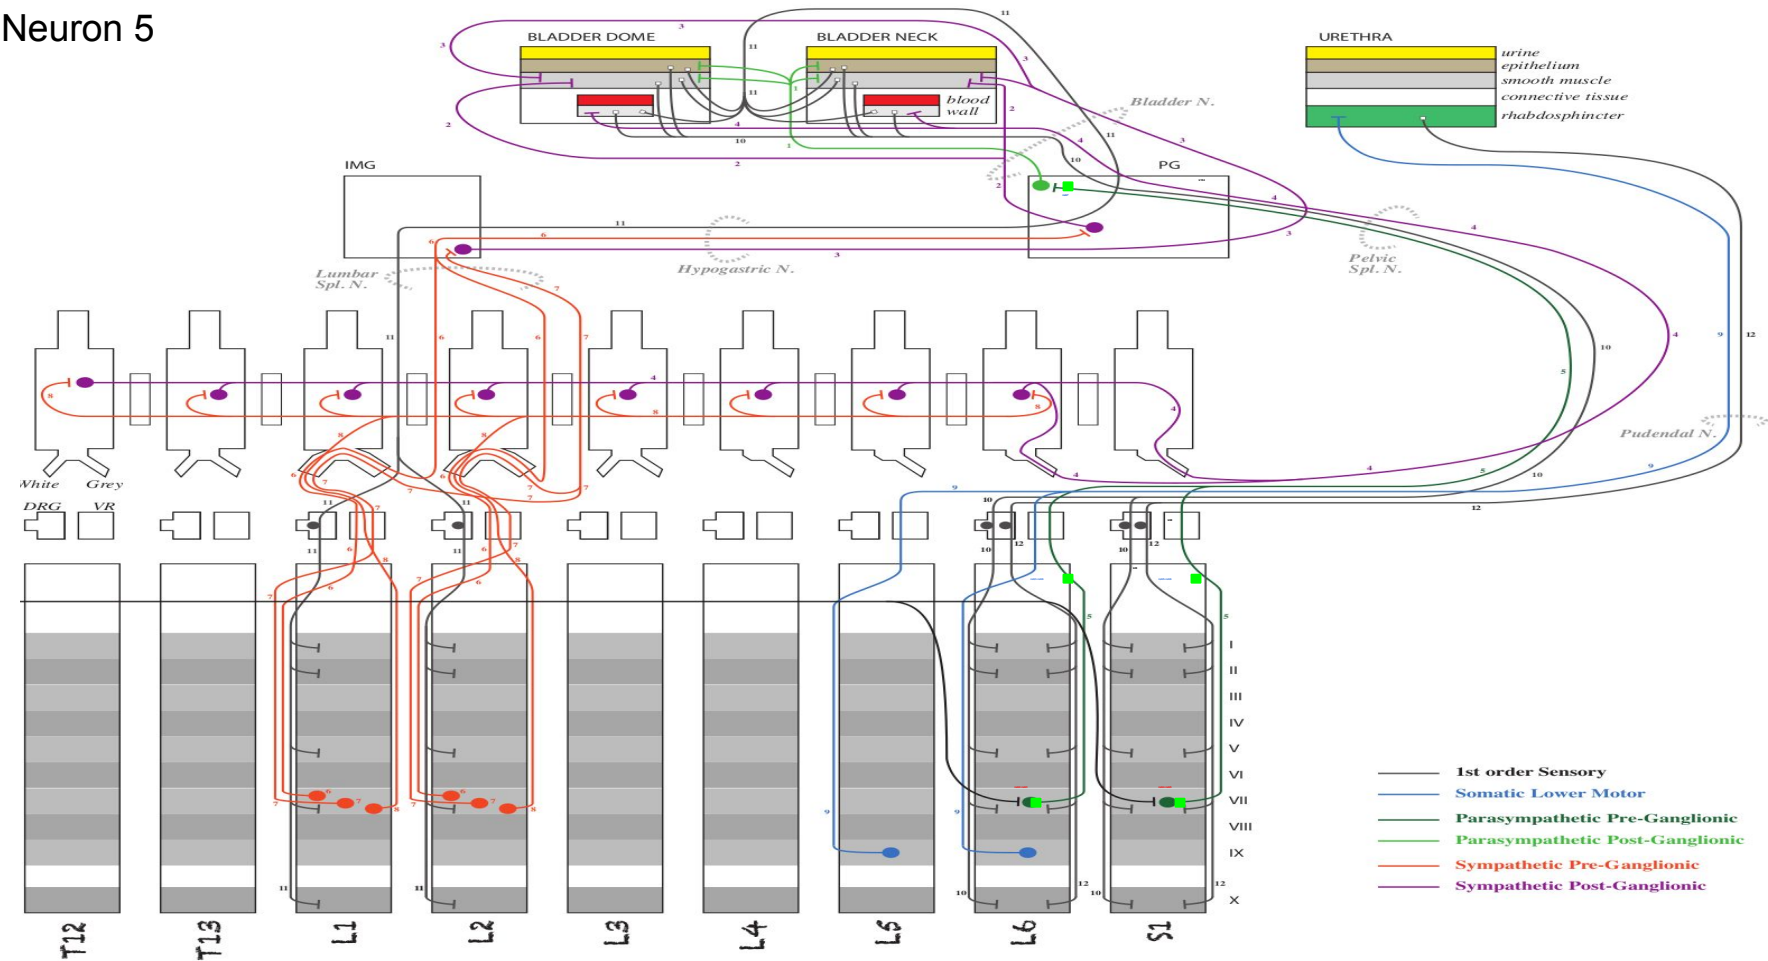 Neuron 5
BLADDER DOME
BLADDER NECK
URETHRA
urine
epithelium
smooth muscle
connective tissue
rhabdosphincter
blood
wall
Bladder N.
IMG
PG
Lumbar
Spl. N.
Hypogastric N.
Pelvic
Spl. N.
Pudendal N.
White Grey
DRG VR
I
II
III
IV
V
VI
VII
VIII
IX
X
1st order Sensory
Somatic Lower Motor
Parasympathetic Pre-Ganglionic
Parasympathetic Post-Ganglionic
Sympathetic Pre-Ganglionic
Sympathetic Post-Ganglionic
T12 T13 L1 L2 L3 L4 L5 L6 S1